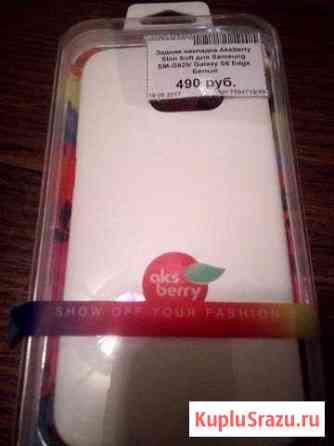 Задняя накладка Aksberry
Slim Soft для Samsung
SM-G925/ Galaxy S6 Edge
Белый
490 руб.
aks
berry
SHOW OFF YOUR FASHION
KupluSrazu.ru